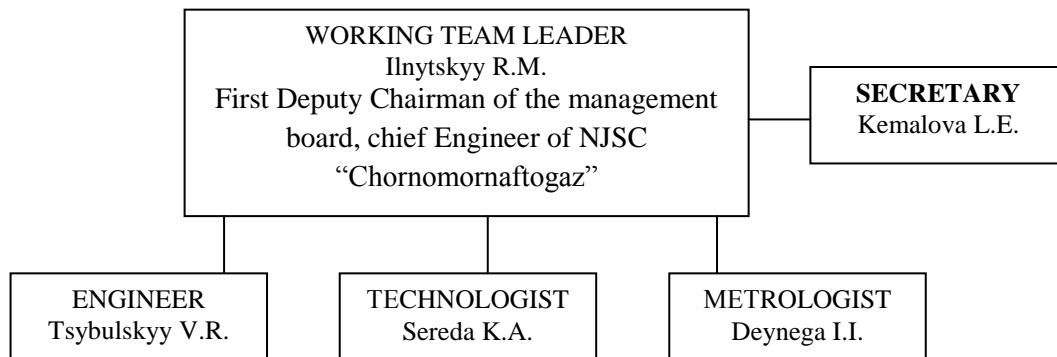 WORKING TEAM LEADER
Ilnytskyy R.M.
First Deputy Chairman of the management
board, chief Engineer of NJSC
“Chornomornaftogaz”
SECRETARY
Kemalova L.E.
ENGINEER
Tsybulskyy V.R.
TECHNOLOGIST
Sereda K.A.
METROLOGIST
Deynega I.I.